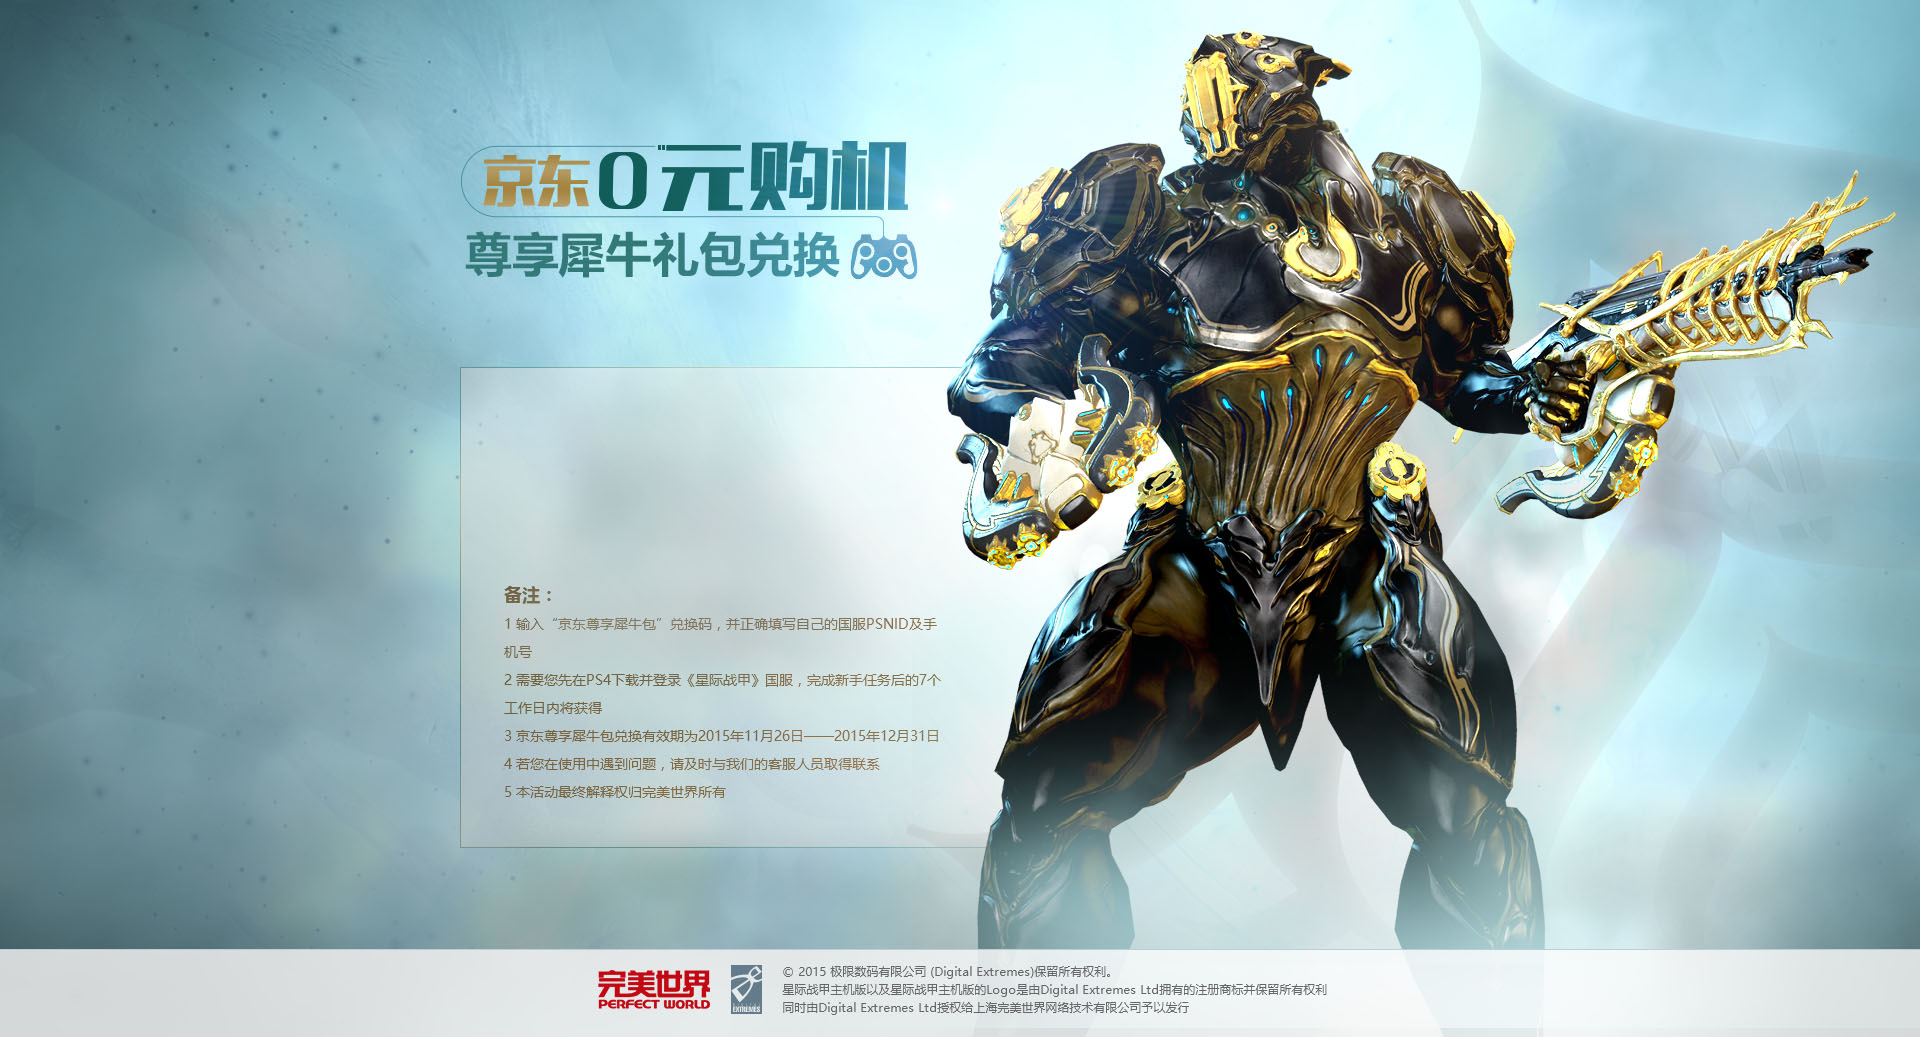 京东0元购机
尊享犀牛礼包兑换
备注：
1 输入“京东尊享犀牛包”兑换码，并正确填写自己的国服PSNID及手
机号
2 需要您先在PS4下载并登录《星际战甲》国服，完成新手任务后的7个
工作日内将获得
3 京东尊享犀牛包兑换有效期为2015年11月26日——2015年12月31日
4 若您在使用中遇到问题，请及时与我们的客服人员取得联系
5 本活动最终解释权归完美世界所有
完美世界
PERFECT WORLD
EXTREMES
© 2015 极限数码有限公司 (Digital Extremes)保留所有权利。
星际战甲主机版以及星际战甲主机版的Logo是由Digital Extremes Ltd拥有的注册商标并保留所有权利
同时由Digital Extremes Ltd授权给上海完美世界网络技术有限公司予以发行